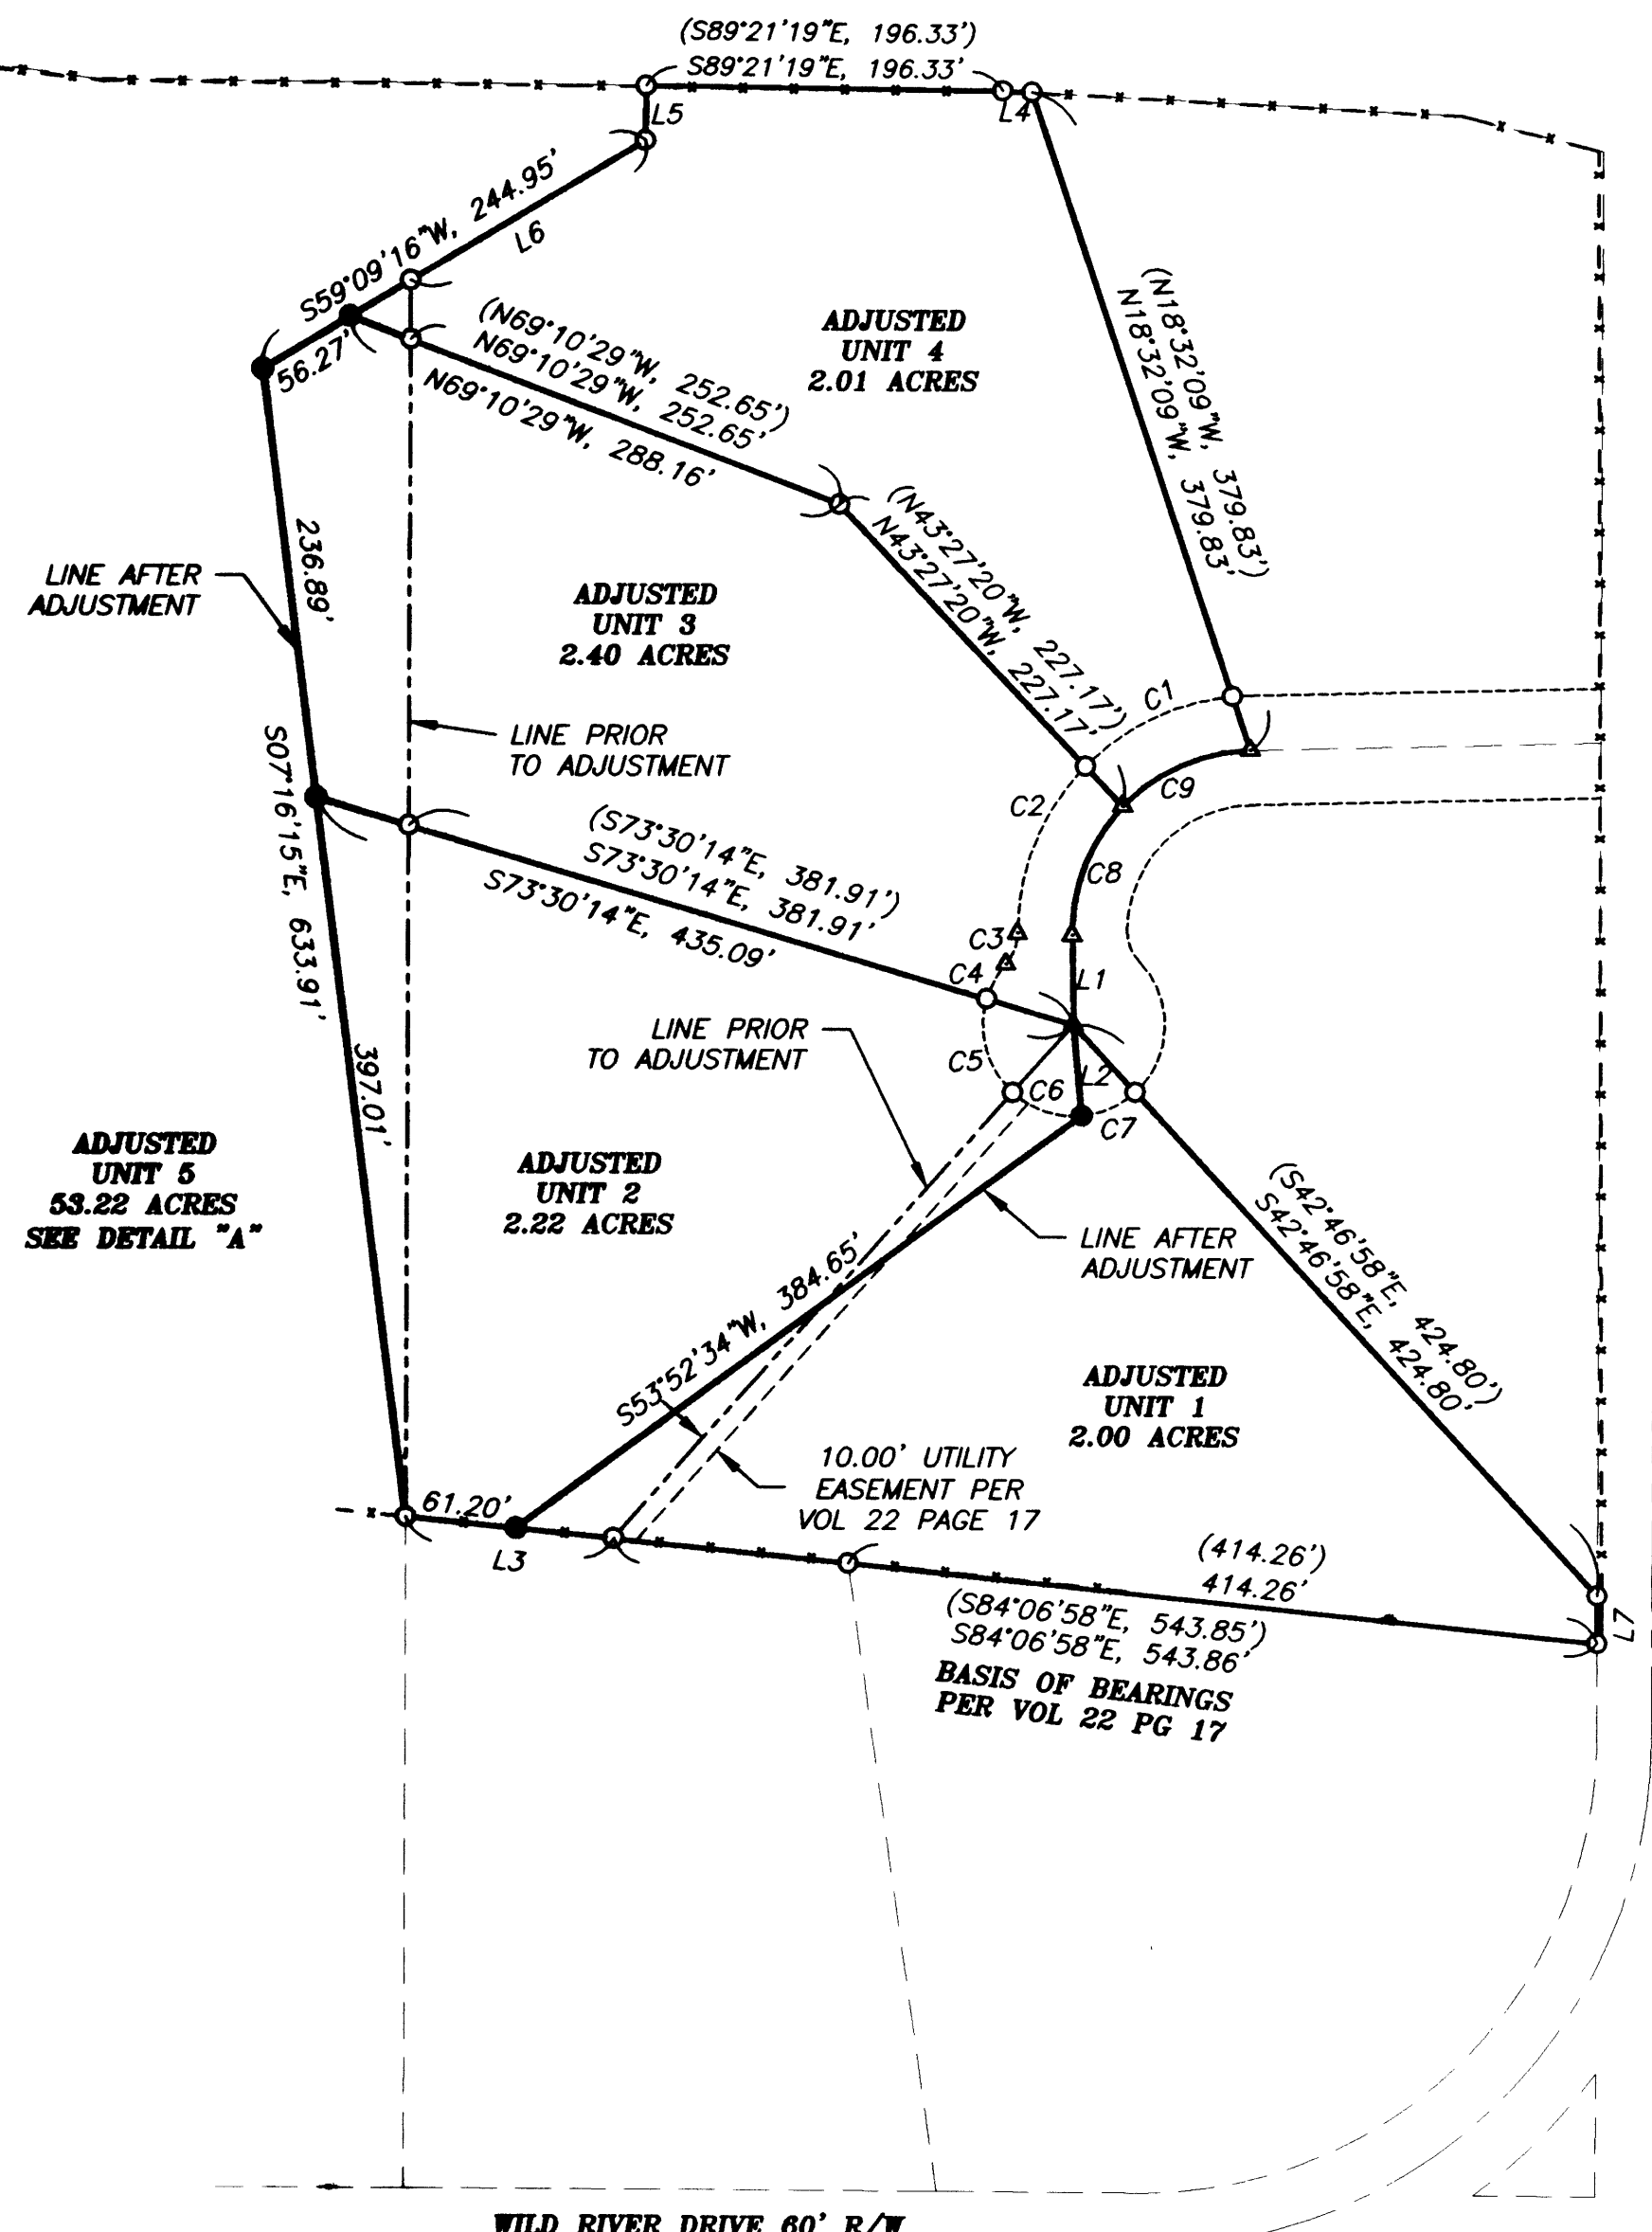 (S89°21'19"E, 196.33')
S89°21'19"E, 196.33'
L5
L4
S59°09'16"W, 244.95'
L6
56.27'
(N69°10'29"W, 252.65')
N69°10'29"W, 252.65'
N69°10'29"W, 288.16'
ADJUSTED
UNIT 4
2.01 ACRES
(N18°32'09"W, 379.83')
N18°32'09"W, 379.83'
236.89'
LINE AFTER
ADJUSTMENT
ADJUSTED
UNIT 3
2.40 ACRES
(N43°27'20"W, 227.17')
N43°27'20"W, 227.17'
C1
LINE PRIOR
TO ADJUSTMENT
C2
C9
C8
S07°16'15"E, 633.91'
(S73°30'14"E, 381.91')
S73°30'14"E, 381.91'
S73°30'14"E, 435.09'
C3
C4
L1
LINE PRIOR
TO ADJUSTMENT
C5
C6
L2
C7
397.01'
ADJUSTED
UNIT 5
53.22 ACRES
SEE DETAIL "A"
ADJUSTED
UNIT 2
2.22 ACRES
(S42°46'58"E, 424.80')
S42°46'58"E, 424.80'
LINE AFTER
ADJUSTMENT
S53°52'34"W, 384.65'
ADJUSTED
UNIT 1
2.00 ACRES
10.00' UTILITY
EASEMENT PER
VOL 22 PAGE 17
61.20'
L3
(414.26')
414.26'
(S84°06'58"E, 543.85')
S84°06'58"E, 543.86'
L7
BASIS OF BEARINGS
PER VOL 22 PG 17
WILD RIVER DRIVE 60' R/W